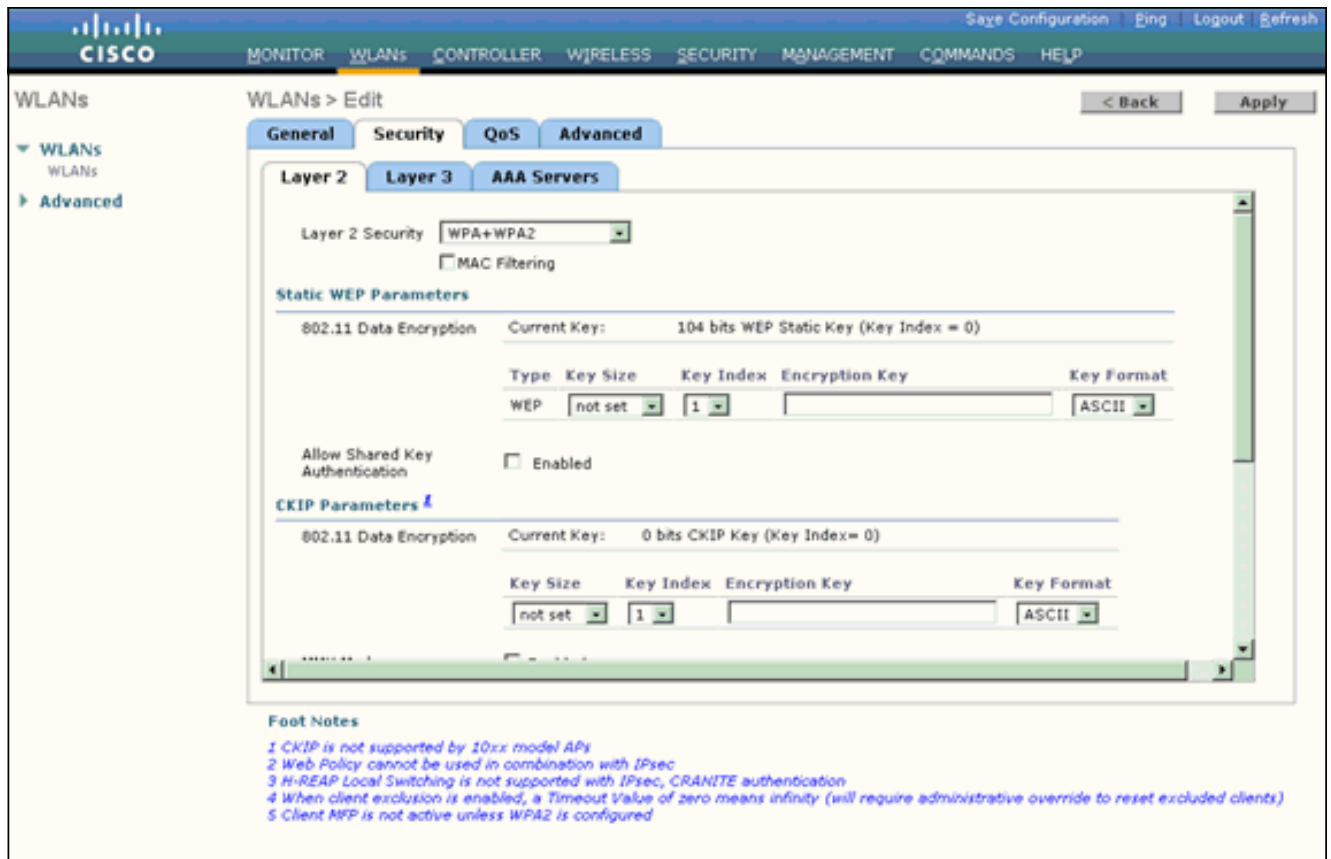 Save Configuration Ping Logout Refresh
CISCO
MONITOR WLANs CONTROLLER WIRELESS SECURITY MANAGEMENT COMMANDS HELP
WLANs
WLANs > Edit
< Back Apply
General Security QoS Advanced
WLANs
WLANs
Advanced
Layer 2 Layer 3 AAA Servers
Layer 2 Security WPA+WPA2
MAC Filtering
Static WEP Parameters
802.11 Data Encryption Current Key: 104 bits WEP Static Key (Key Index = 0)
Type Key Size Key Index Encryption Key Key Format
WEP not set 1 ASCII
Allow Shared Key
Authentication
Enabled
CKIP Parameters 1
802.11 Data Encryption Current Key: 0 bits CKIP Key (Key Index= 0)
Key Size Key Index Encryption Key Key Format
not set 1 ASCII
Foot Notes
1 CKIP is not supported by 10xx model APs
2 Web Policy cannot be used in combination with IPsec
3 H-REAP Local Switching is not supported with IPsec, CRANITE authentication
4 When client exclusion is enabled, a Timeout Value of zero means infinity (will require administrative override to reset excluded clients)
5 Client MFP is not active unless WPA2 is configured